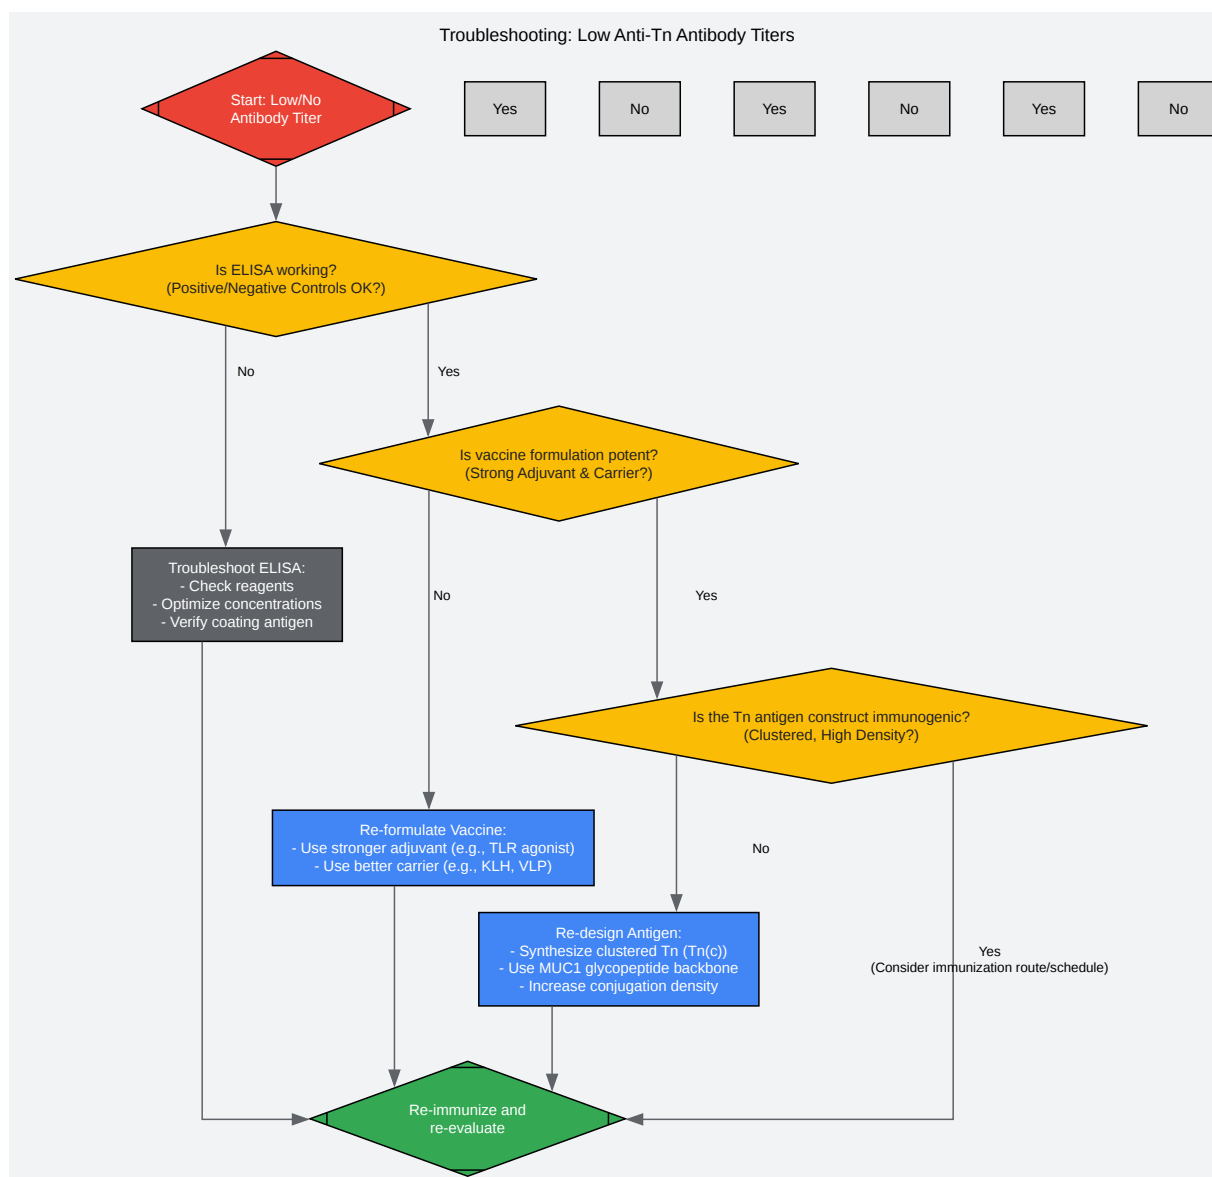 Troubleshooting: Low Anti-Tn Antibody Titers
Start: Low/No
Antibody Titer
Yes
No
Yes
No
Yes
No
Is ELISA working?
(Positive/Negative Controls OK?)
No
Yes
Is vaccine formulation potent?
(Strong Adjuvant & Carrier?)
Troubleshoot ELISA:
- Check reagents
- Optimize concentrations
- Verify coating antigen
No
Yes
Is the Tn antigen construct immunogenic?
(Clustered, High Density?)
Re-formulate Vaccine:
- Use stronger adjuvant (e.g., TLR agonist)
- Use better carrier (e.g., KLH, VLP)
No
Re-design Antigen:
- Synthesize clustered Tn (Tn(c))
- Use MUC1 glycopeptide backbone
- Increase conjugation density
Yes
(Consider immunization route/schedule)
Re-immunize and
re-evaluate